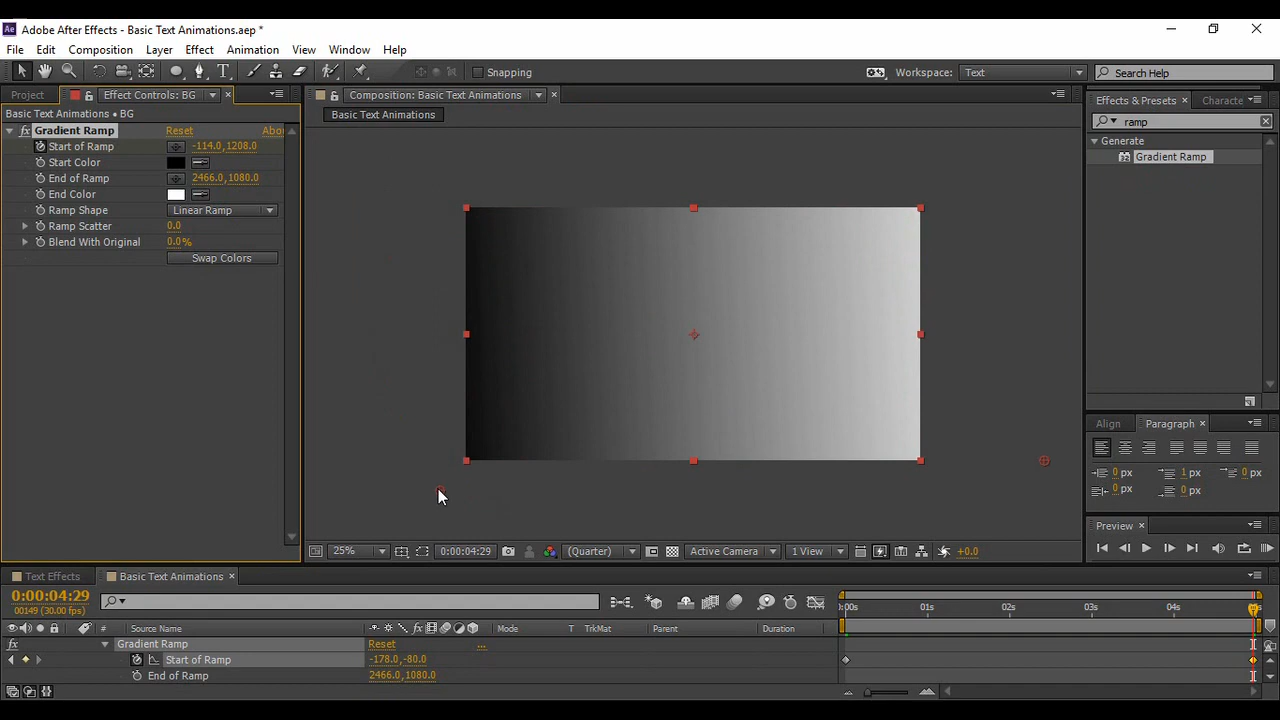 Ae Adobe After Effects - Basic Text Animations.aep *
File Edit Composition Layer Effect Animation View Window Help
Snapping Workspace: Text Search Help
Project Effect Controls: BG Composition: Basic Text Animations Effects & Presets Characte
Basic Text Animations • BG
Basic Text Animations
ramp
fx Gradient Ramp Reset Abou
Start of Ramp -114.0,1208.0
Start Color
End of Ramp 2466.0,1080.0
End Color
Ramp Shape Linear Ramp
Ramp Scatter 0.0
Blend With Original 0.0%
Swap Colors
Generate
Gradient Ramp
Align Paragraph
0 px 1 px 0 px
0 px 0 px
Preview
25% 0:00:04:29 (Quarter) Active Camera 1 View +0.0
Text Effects Basic Text Animations
0:00:04:29
00149 (30.00 fps)
:00s 01s 02s 03s 04s
# Source Name fx Mode T TrkMat Parent Duration
fx Gradient Ramp Reset ...
Start of Ramp -178.0,-80.0
End of Ramp 2466.0,1080.0